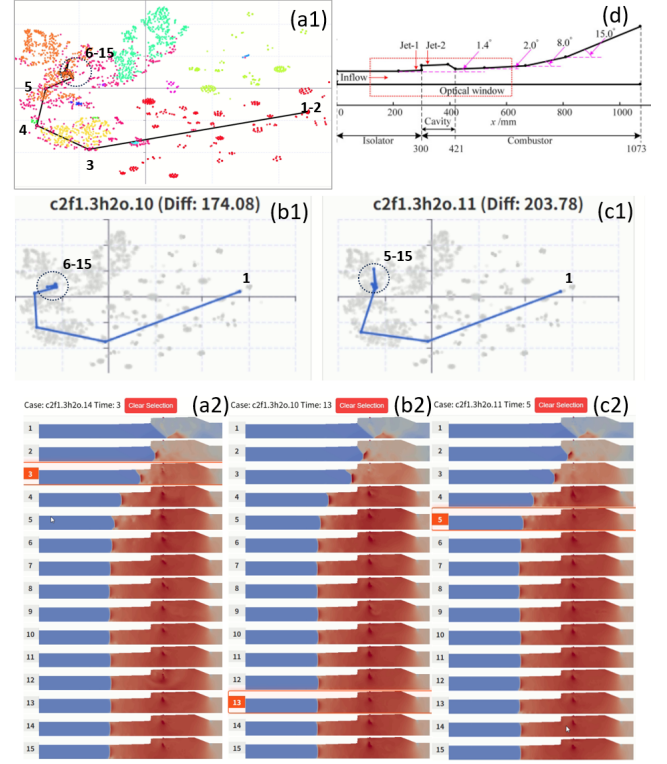 (a1)
6-15
5
4
3
1-2
(d)
Jet-1
Jet-2
1.4°
2.0°
8.0°
15.0°
Inflow
Optical window
0
200
400
600
800
1000
x /mm
Cavity
Isolator
Combustor
300
421
1073
c2f1.3h2o.10 (Diff: 174.08)
(b1)
6-15
1
c2f1.3h2o.11 (Diff: 203.78)
(c1)
5-15
1
Case: c2f1.3h2o.14 Time: 3
Clear Selection
(a2)
1
2
3
4
5
6
7
8
9
10
11
12
13
14
15
Case: c2f1.3h2o.10 Time: 13
Clear Selection
(b2)
1
2
3
4
5
6
7
8
9
10
11
12
13
14
15
Case: c2f1.3h2o.11 Time: 5
Clear Selection
(c2)
1
2
3
4
5
6
7
8
9
10
11
12
13
14
15